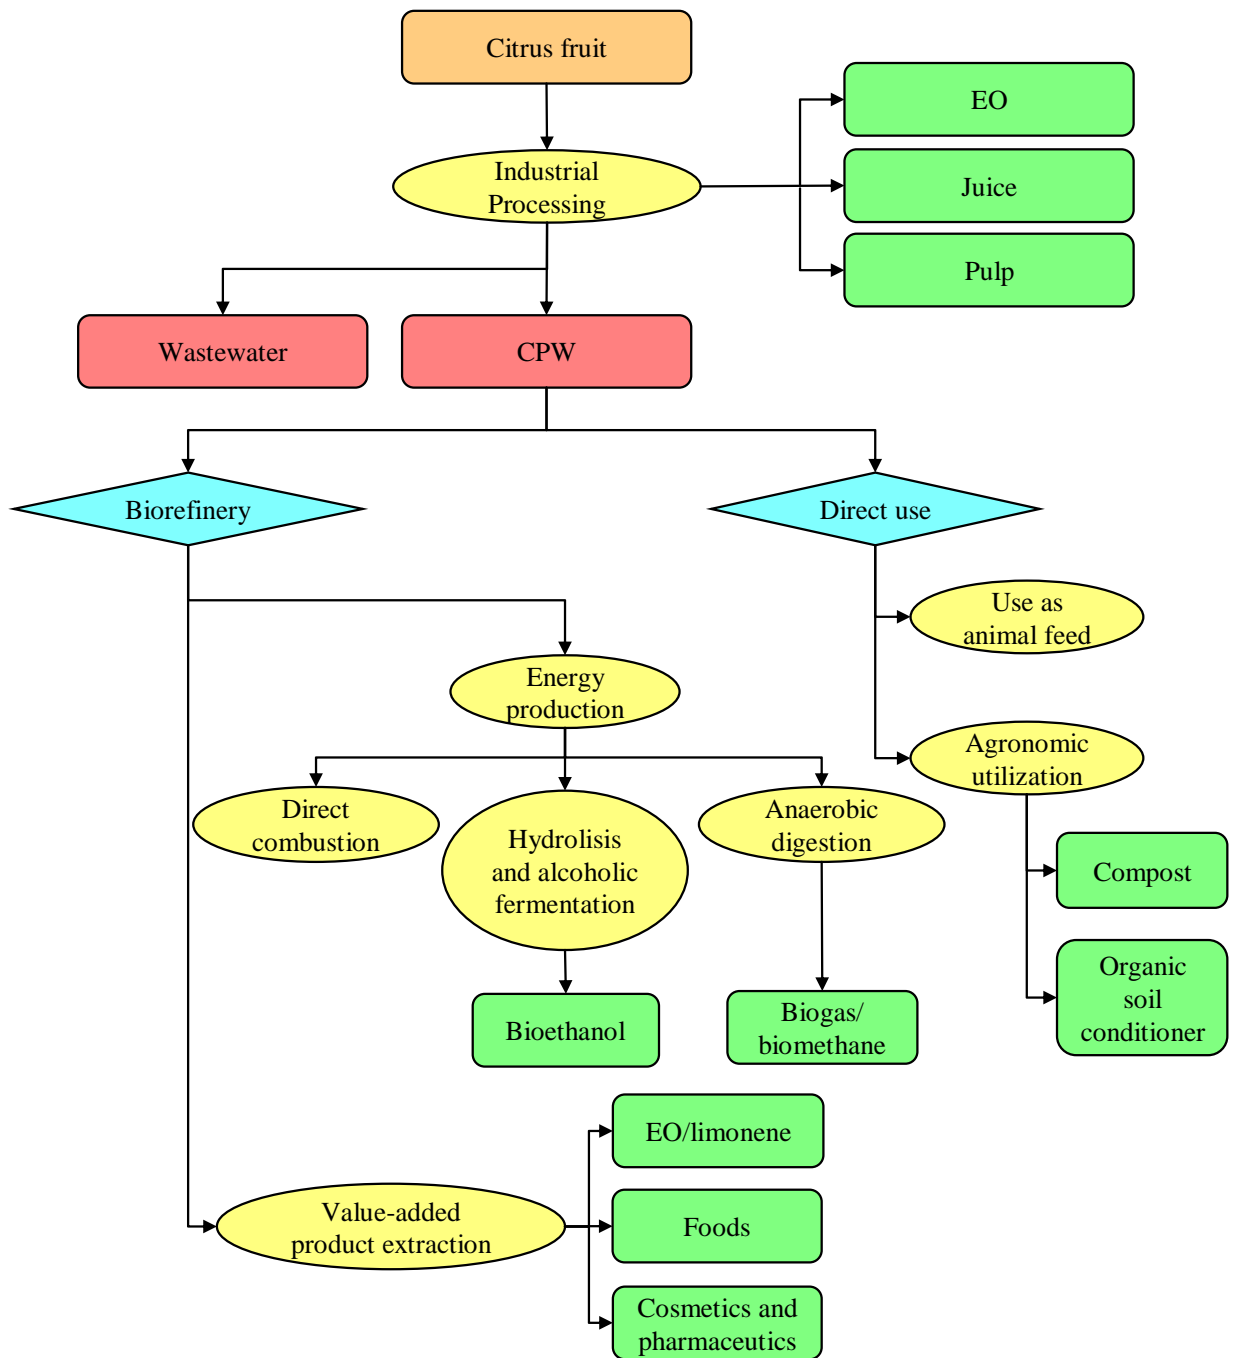 Citrus fruit
EO
Industrial
Processing
Juice
Pulp
Wastewater
CPW
Biorefinery
Direct use
Use as
animal feed
Energy
production
Agronomic
utilization
Direct
combustion
Hydrolisis
and alcoholic
fermentation
Anaerobic
digestion
Compost
Organic
soil
conditioner
Bioethanol
Biogas/
biomethane
EO/limonene
Value-added
product extraction
Foods
Cosmetics and
pharmaceutics